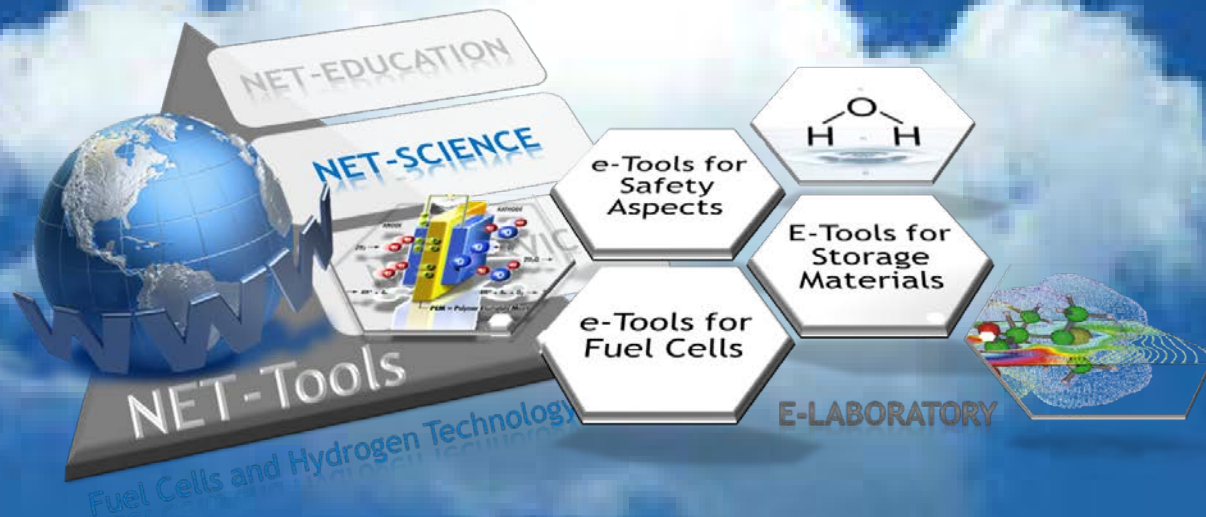 NET-EDUCATION
NET-SCIENCE
WWW
NET-Tools
Fuel Cells and Hydrogen Technology
e-Tools for
Safety
Aspects
H O H
E-Tools for
Storage
Materials
e-Tools for
Fuel Cells
E-LABORATORY
ANODE